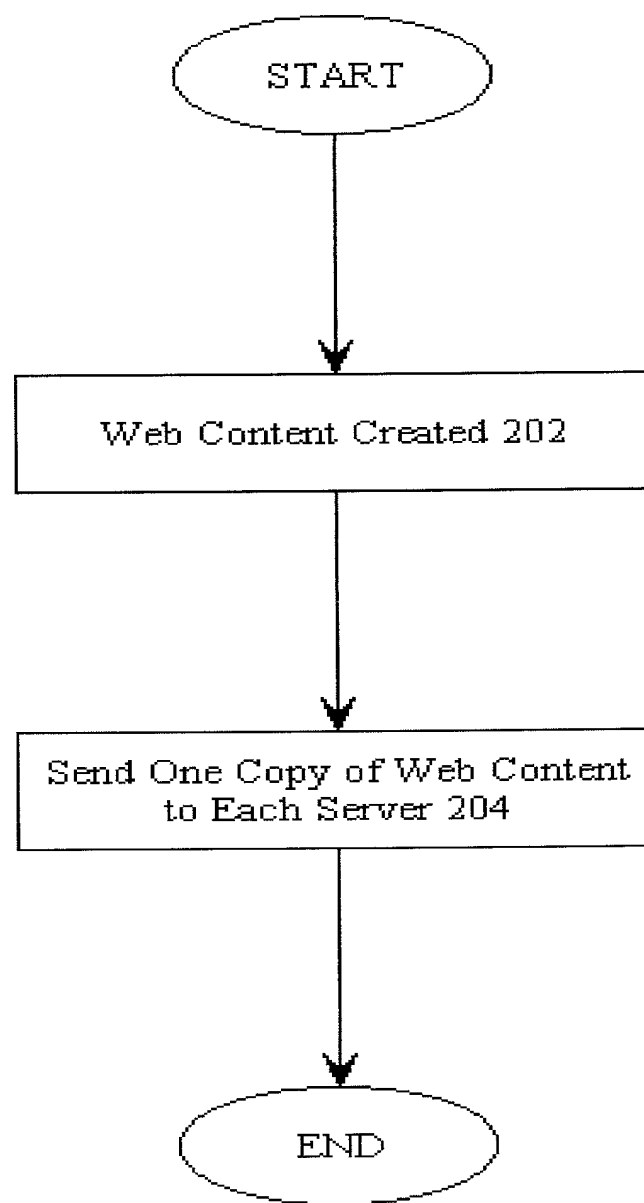 START
Web Content Created 202
Send One Copy of Web Content
to Each Server 204
END